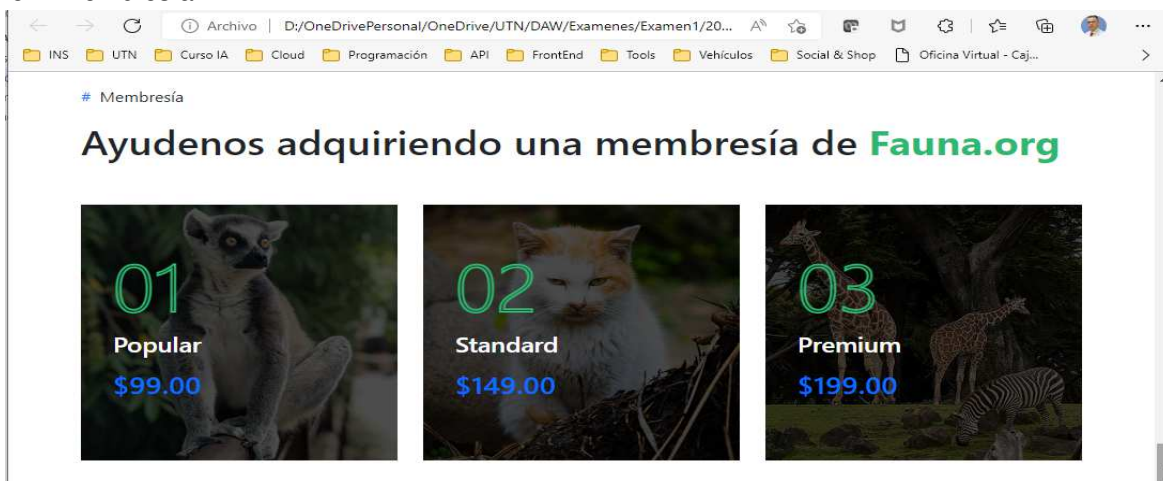 Archivo D:/OneDrivePersonal/OneDrive/UTN/DAW/Examenes/Examen1/20...
INS UTN Curso IA Cloud Programación API FrontEnd Tools Vehículos Social & Shop Oficina Virtual - Caj...
# Membresía
Ayudenos adquiriendo una membresía de Fauna.org
01
Popular
$99.00
02
Standard
$149.00
03
Premium
$199.00